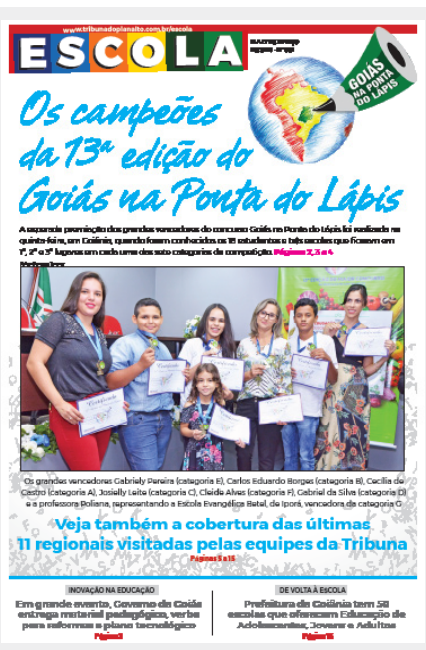 www.tribunadoplanalto.com.br/escola
ESCOLA
GOIÁS
NA PONTA
DO LÁPIS
Os campeões
da 13ª edição do
Goiás na Ponta do Lápis
A esperada premiação dos grandes vencedores do concurso Goiás na Ponta do Lápis foi realizada na
quinta-feira, em Goiânia, quando foram conhecidos os 18 estudantes e três escolas que ficaram em
1º, 2º e 3º lugares em cada uma das sete categorias de competição. Páginas 2, 3 e 4
Os grandes vencedores Gabriely Pereira (categoria E), Carlos Eduardo Borges (categoria B), Cecília de
Castro (categoria A), Josielly Leite (categoria C), Cleide Alves (categoria F), Gabriel da Silva (categoria D)
e a professora Poliana, representando a Escola Evangélica Betel, de Iporá, vencedora da categoria G
Veja também a cobertura das últimas
11 regionais visitadas pelas equipes da Tribuna
Páginas 5 a 15
INOVAÇÃO NA EDUCAÇÃO
Em grande evento, Governo de Goiás
entrega material pedagógico, verba
para reformas e plano tecnológico
DE VOLTA À ESCOLA
Prefeitura de Goiânia tem 50
escolas que oferecem Educação de
Adolescentes, Jovens e Adultos
Página 16